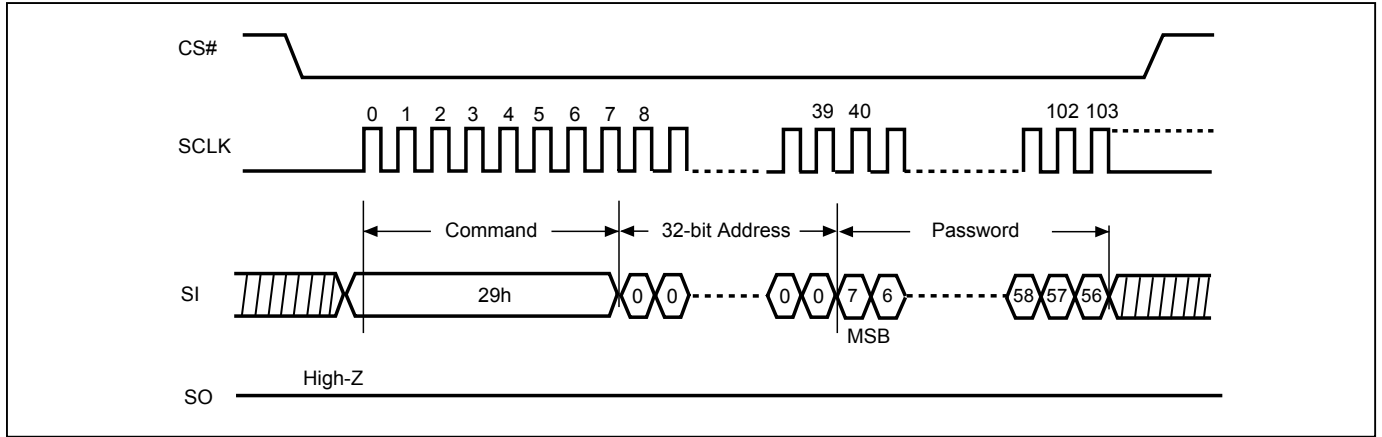 CS#
0 1 2 3 4 5 6 7 8 39 40 102 103
SCLK
Command 32-bit Address Password
SI 29h 0 0 0 0 7 6 58 57 56
MSB
High-Z
SO